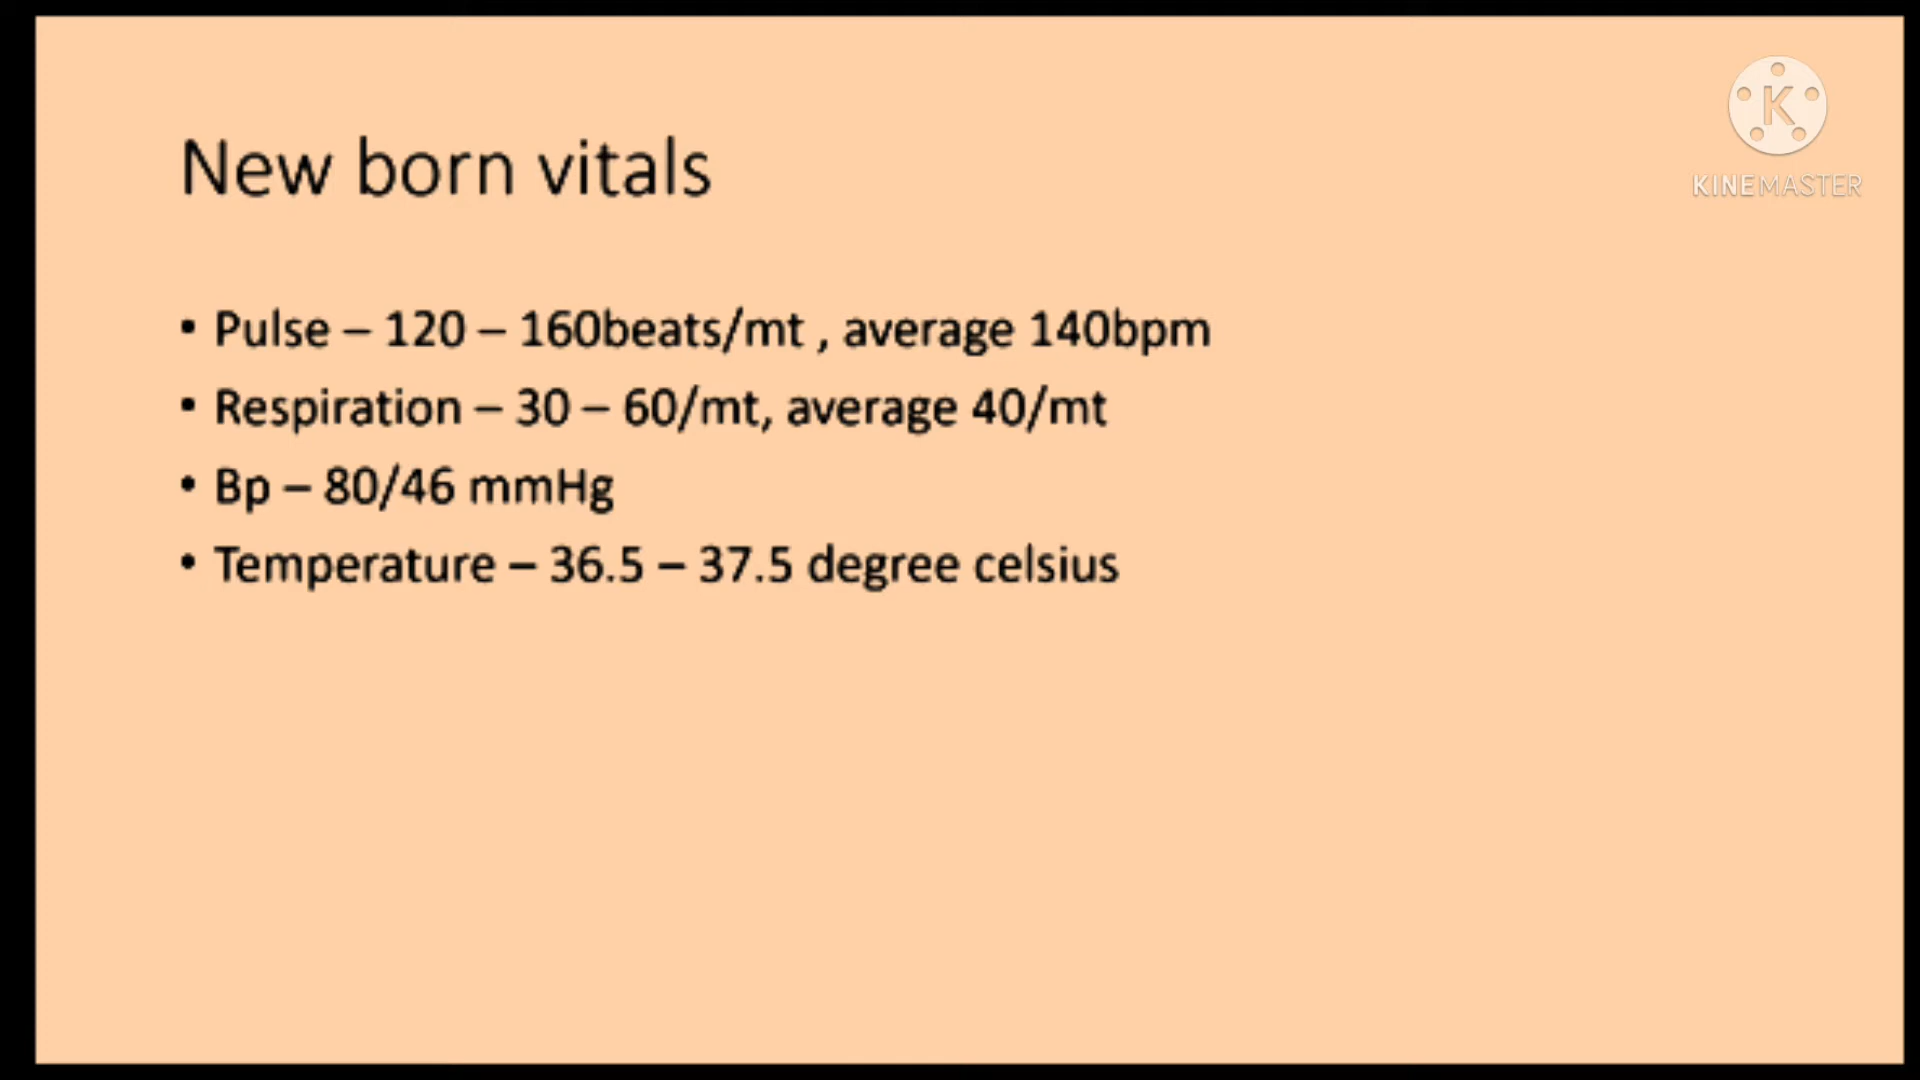 New born vitals
K
KINEMASTER
• Pulse – 120 – 160beats/mt , average 140bpm
• Respiration – 30 – 60/mt, average 40/mt
• Bp – 80/46 mmHg
• Temperature – 36.5 – 37.5 degree celsius